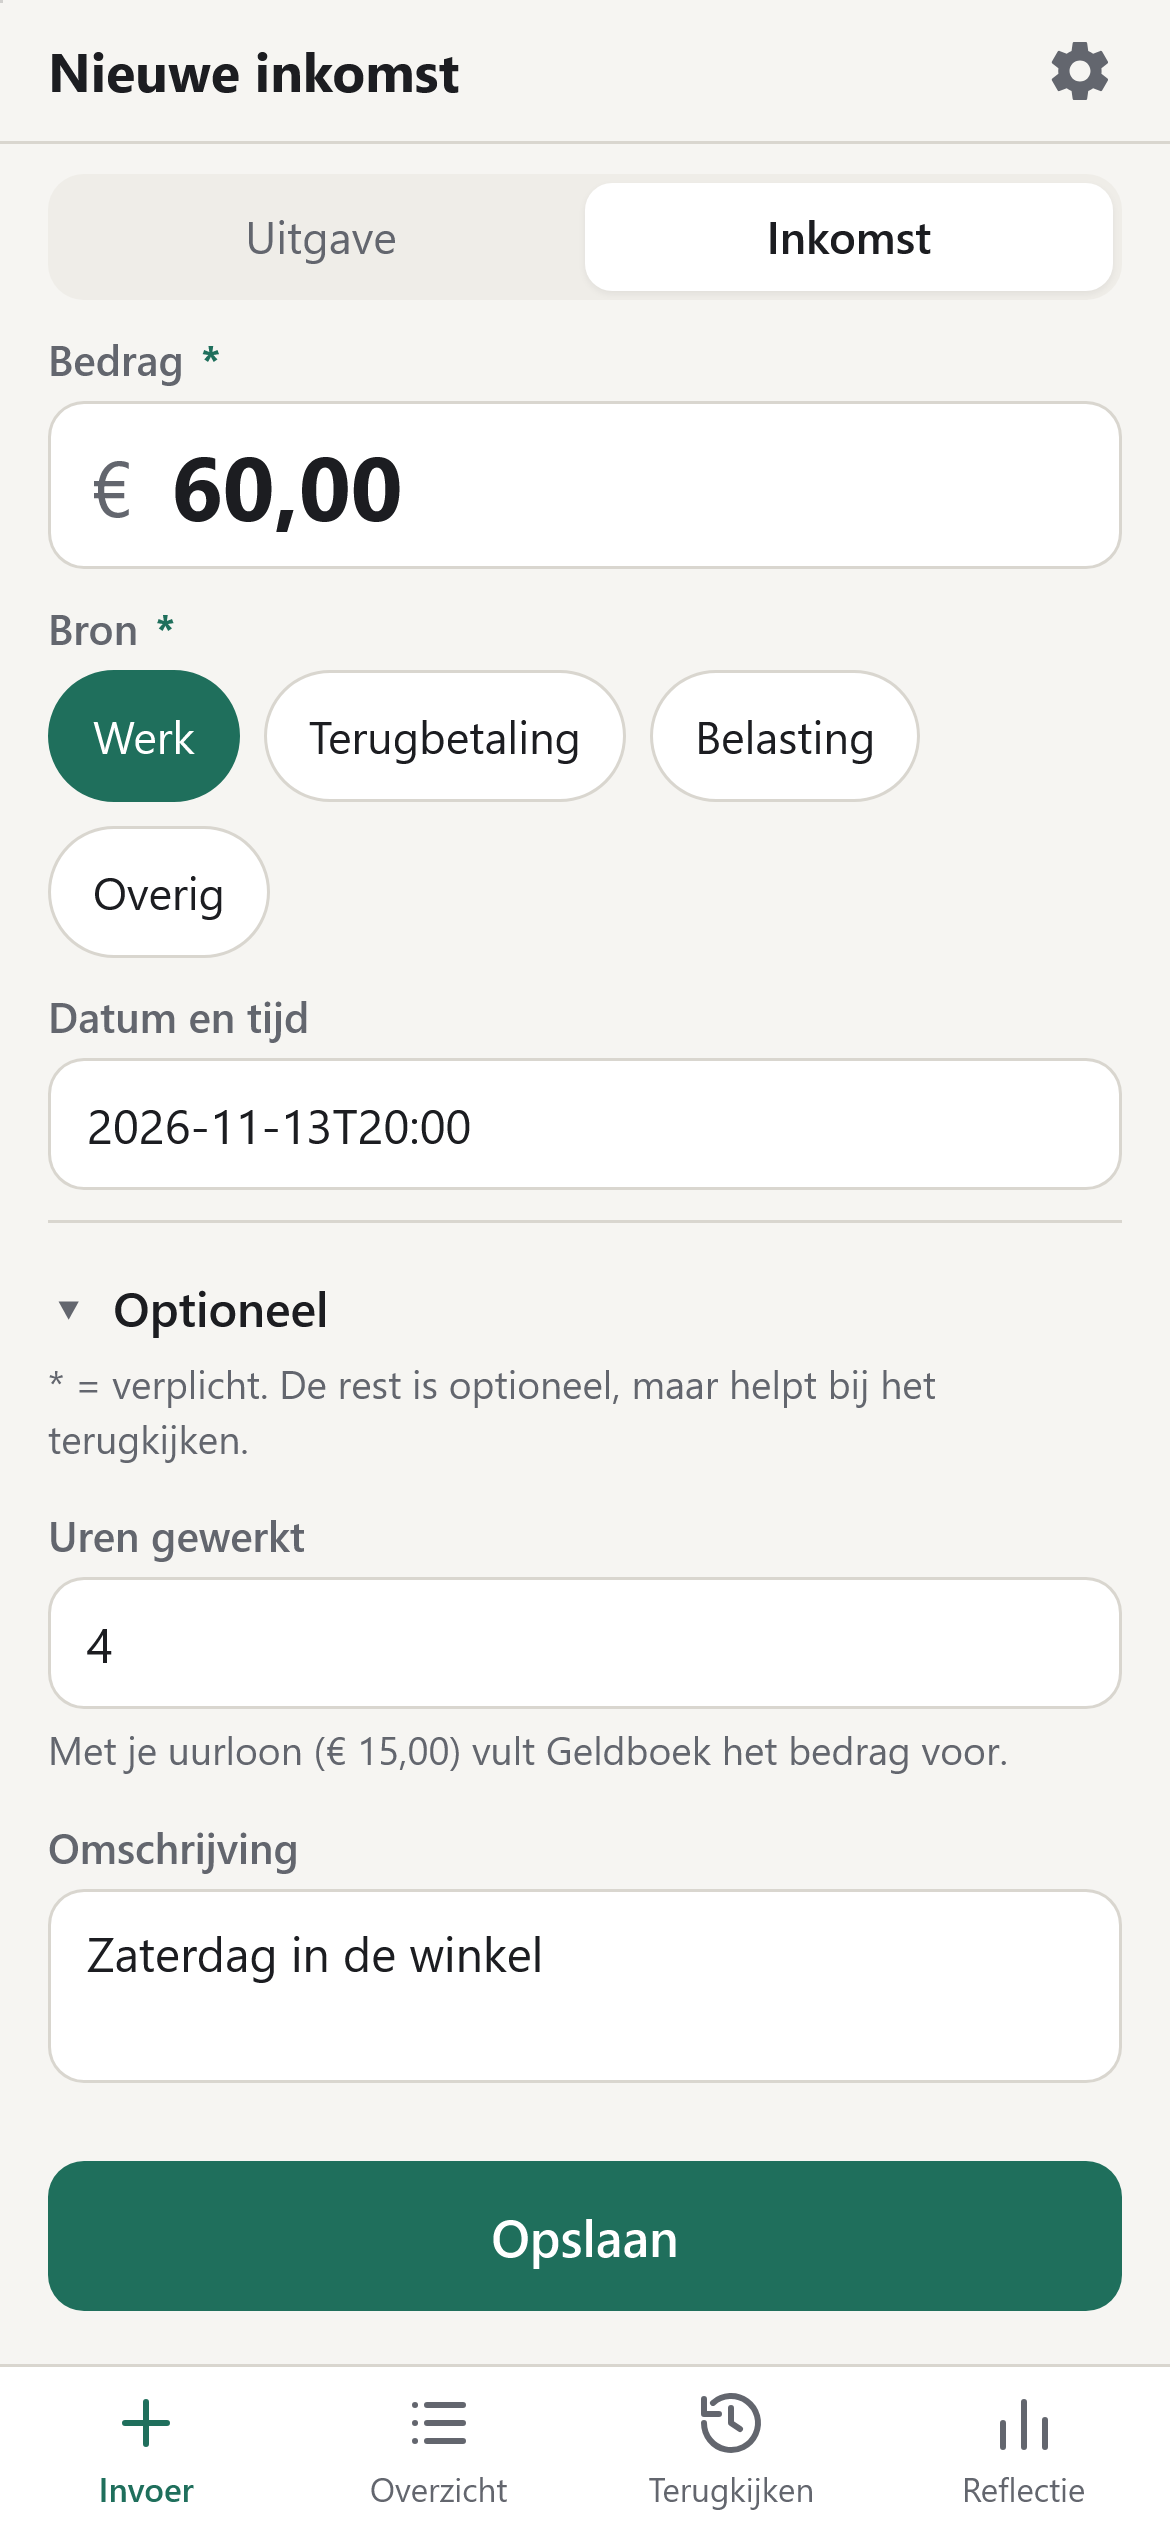 Nieuwe inkomst
Uitgave
Inkomst
Bedrag *
€ 60,00
Bron *
Werk
Terugbetaling
Belasting
Overig
Datum en tijd
2026-11-13T20:00
▼ Optioneel
* = verplicht. De rest is optioneel, maar helpt bij het
terugkijken.
Uren gewerkt
4
Met je uurloon (€ 15,00) vult Geldboek het bedrag voor.
Omschrijving
Zaterdag in de winkel
Opslaan
Invoer
Overzicht
Terugkijken
Reflectie